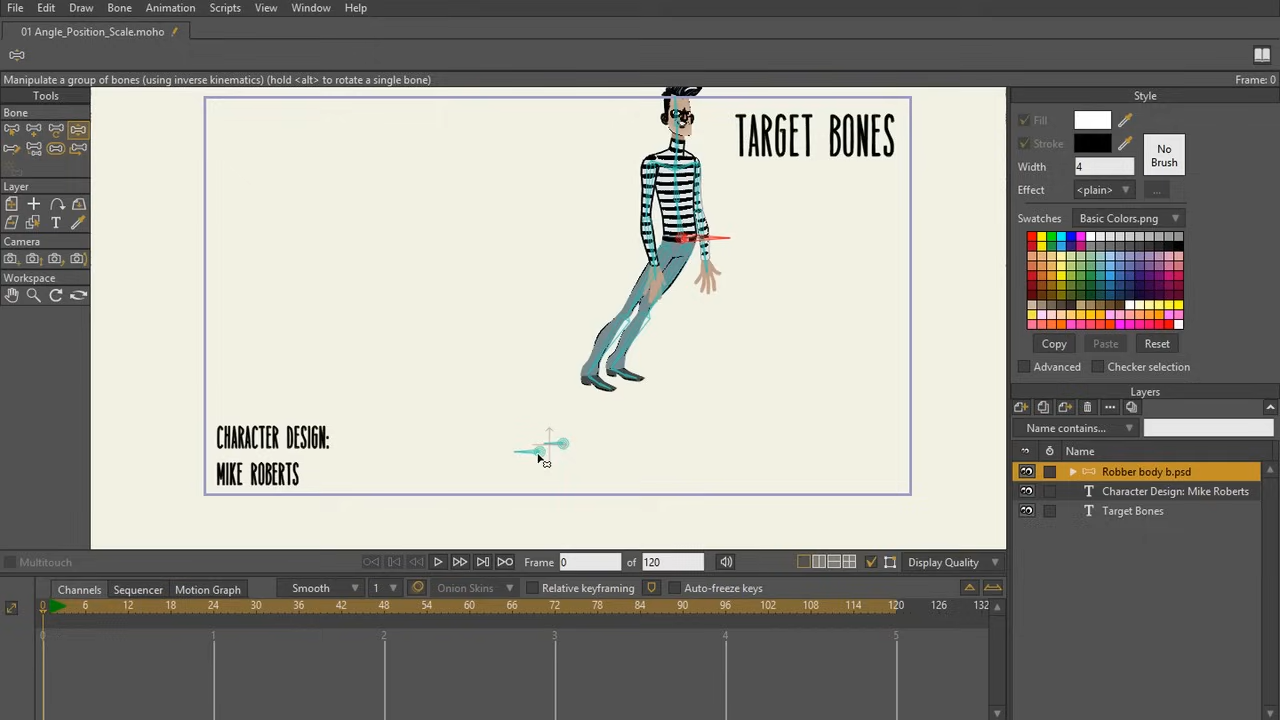 File Edit Draw Bone Animation Scripts View Window Help
01 Angle_Position_Scale.moho
Manipulate a group of bones (using inverse kinematics) (hold <alt> to rotate a single bone) Frame: 0
Tools
Bone
Layer
Camera
Workspace
TARGET BONES
CHARACTER DESIGN:
MIKE ROBERTS
Style
Fill
Stroke
No Brush
Width 4
Effect <plain> ...
Swatches Basic Colors.png
Copy Paste Reset
Advanced Checker selection
Layers
Name contains...
Name
Robber body b.psd
Character Design: Mike Roberts
Target Bones
Multitouch Frame 0 of 120 Display Quality
Channels Sequencer Motion Graph Smooth 1 Onion Skins Relative keyframing Auto-freeze keys
0 6 12 18 24 30 36 42 48 54 60 66 72 78 84 90 96 102 108 114 120 126 132
0 1 2 3 4 5